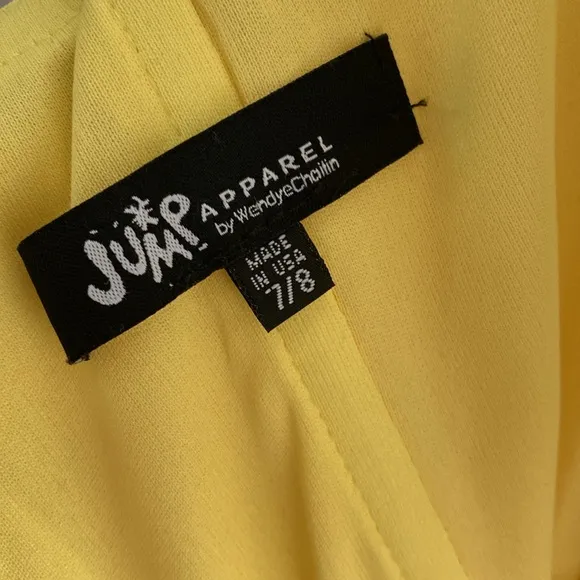 JUMP
APPAREL
by WendyeChaitin
MADE
IN USA
7/8